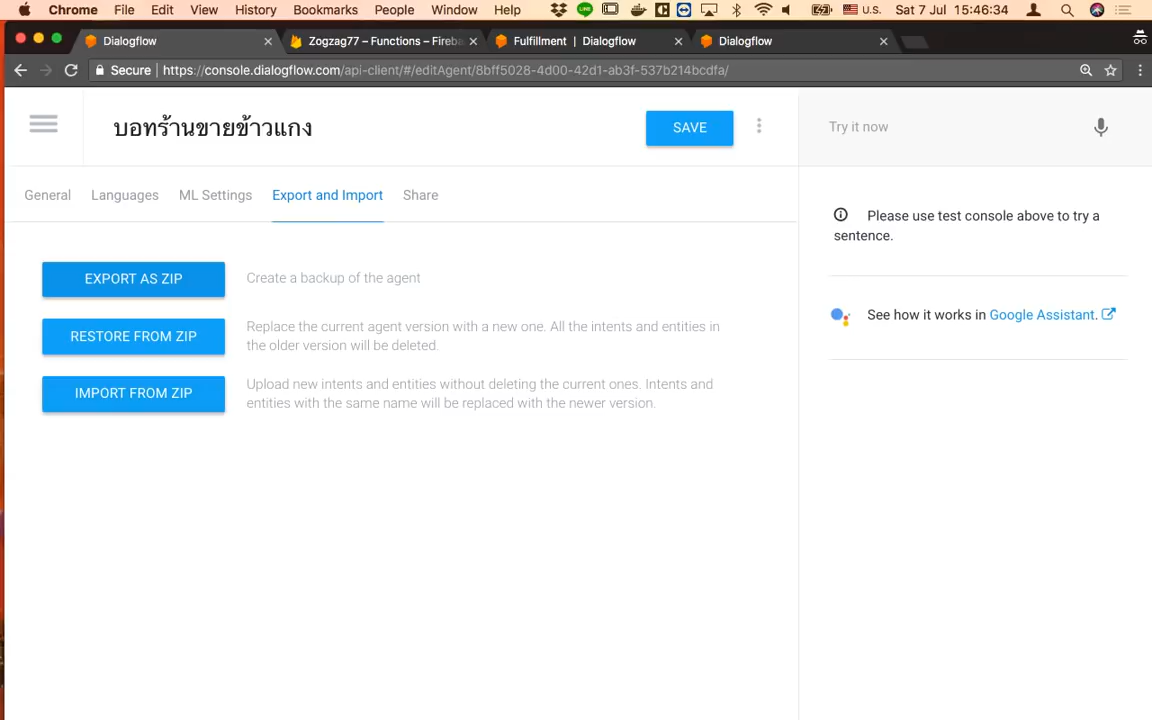 Chrome File Edit View History Bookmarks People Window Help U.S. Sat 7 Jul 15:46:34
Dialogflow Zogzag77 – Functions – Fireba Fulfillment | Dialogflow Dialogflow
Secure https://console.dialogflow.com/api-client/#/editAgent/8bff5028-4d00-42d1-ab3f-537b214bcdfa/
บอทร้านขายข้าวแกง SAVE Try it now
General Languages ML Settings Export and Import Share
Please use test console above to try a
sentence.
EXPORT AS ZIP Create a backup of the agent
See how it works in Google Assistant.
RESTORE FROM ZIP Replace the current agent version with a new one. All the intents and entities in
the older version will be deleted.
IMPORT FROM ZIP Upload new intents and entities without deleting the current ones. Intents and
entities with the same name will be replaced with the newer version.